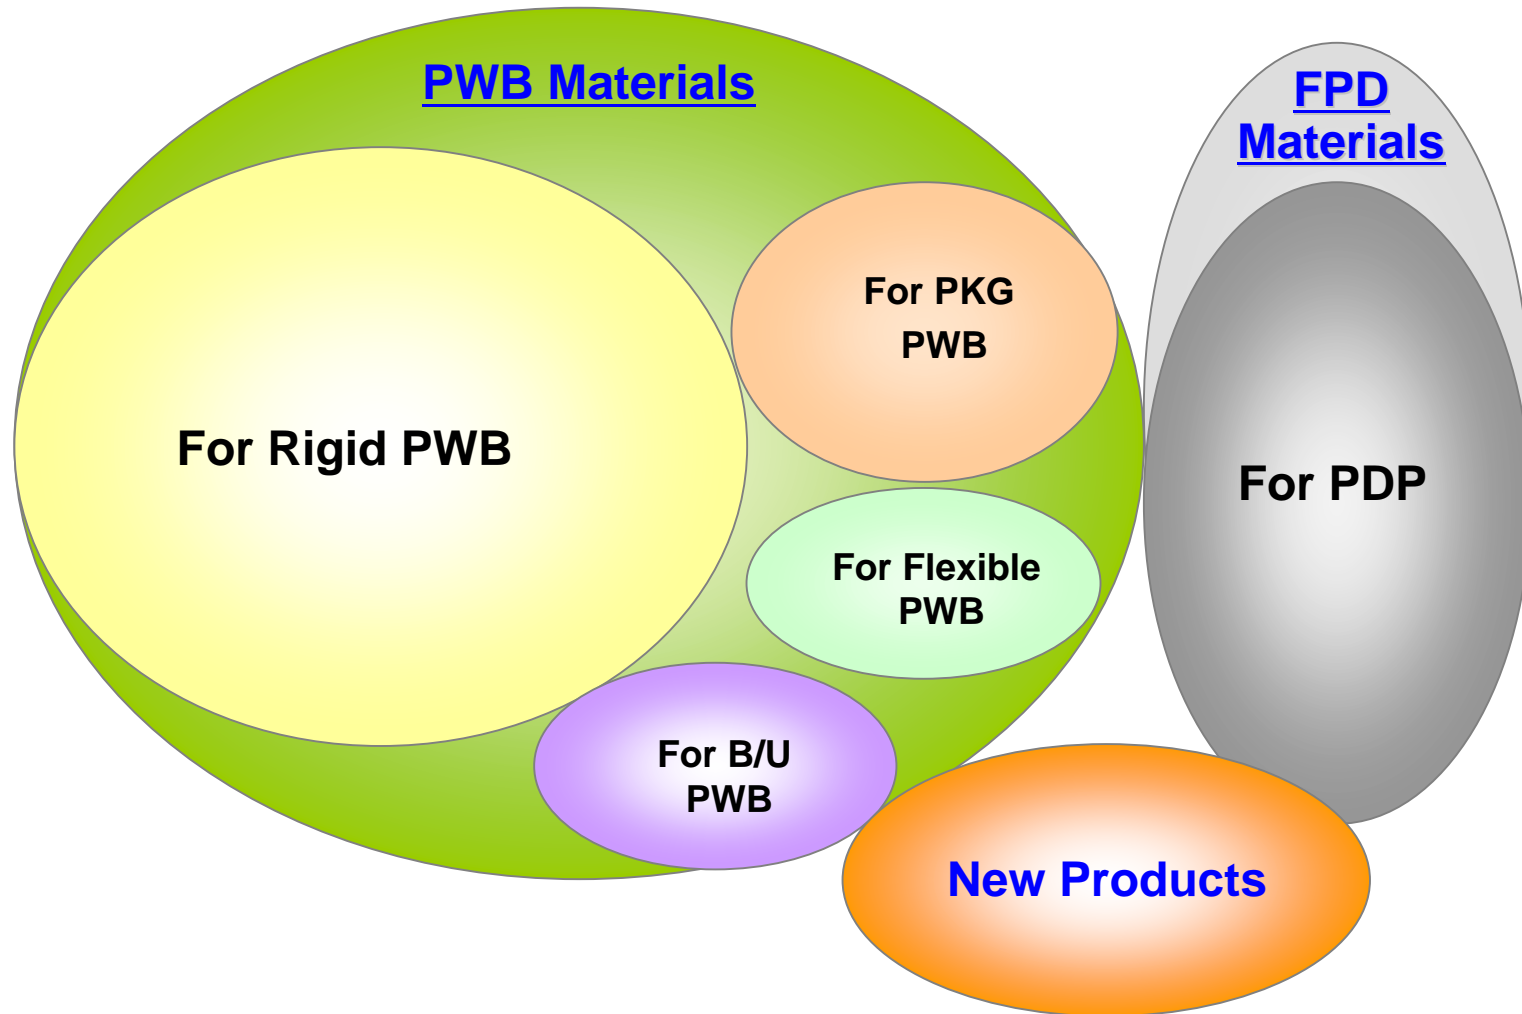 PWB Materials
For Rigid PWB
For PKG
PWB
For Flexible
PWB
For B/U
PWB
FPD
Materials
For PDP
New Products